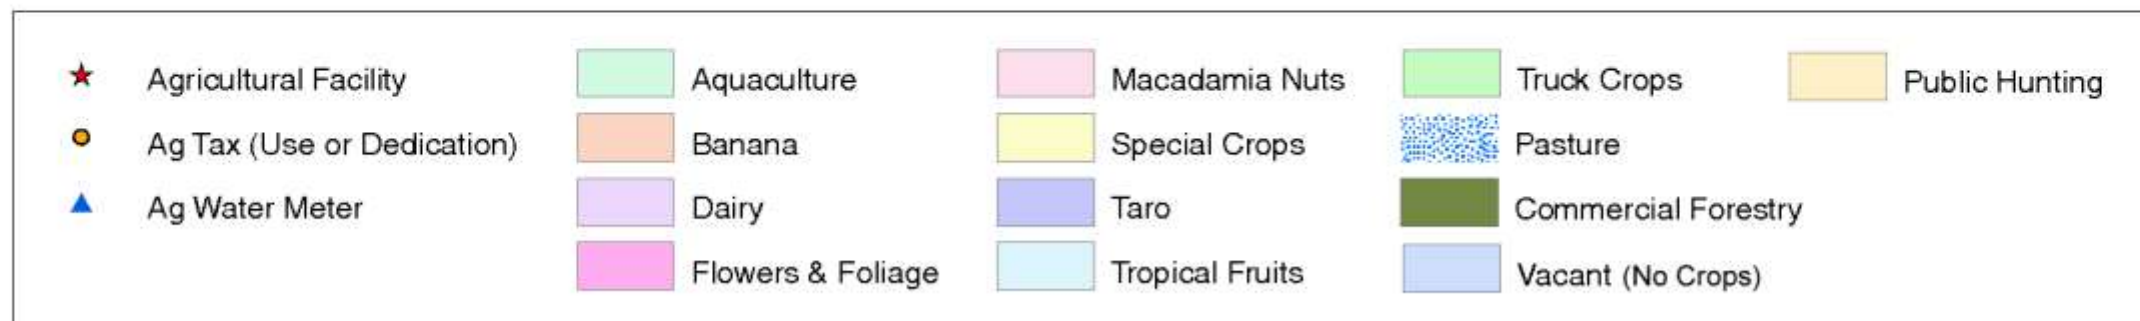 Agricultural Facility
Ag Tax (Use or Dedication)
Ag Water Meter
Aquaculture
Banana
Dairy
Flowers & Foliage
Macadamia Nuts
Special Crops
Taro
Tropical Fruits
Truck Crops
Pasture
Commercial Forestry
Vacant (No Crops)
Public Hunting